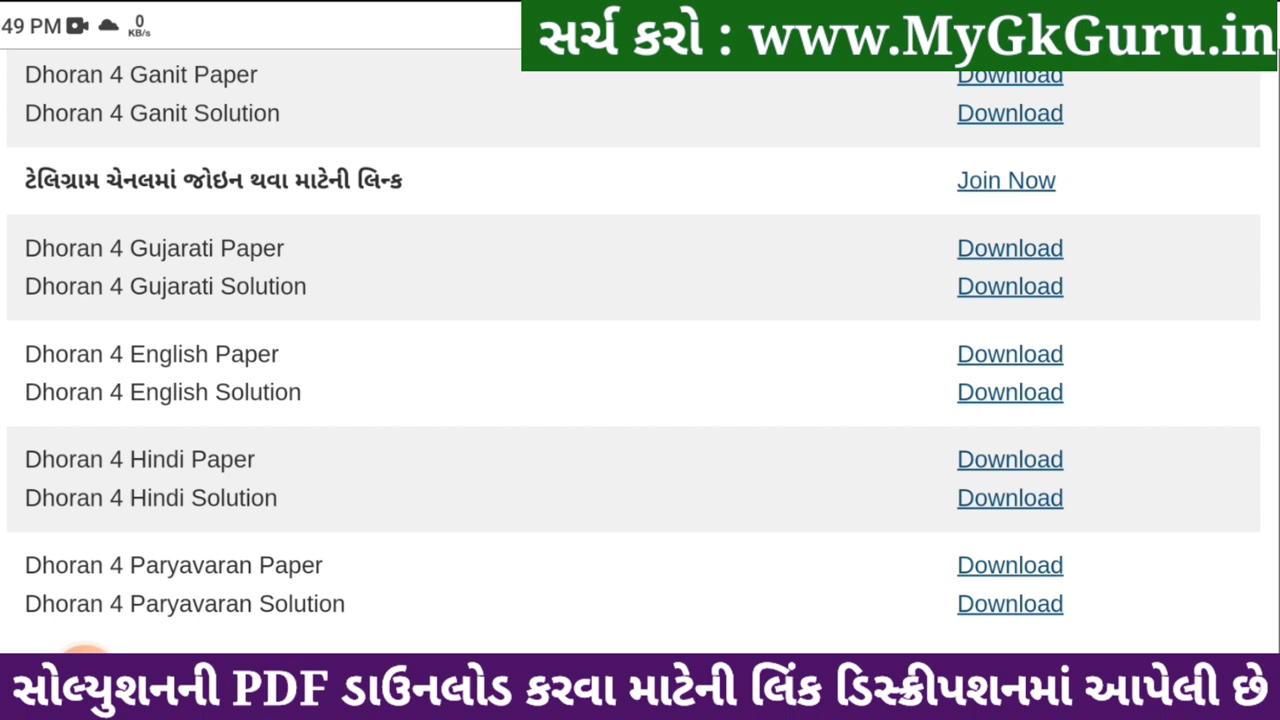 49 PM 0 KB/s
સર્ચ કરો : www.MyGkGuru.in
Dhoran 4 Ganit Paper Download
Dhoran 4 Ganit Solution Download
ટેલિગ્રામ ચેનલમાં જોઇન થવા માટેની લિન્ક Join Now
Dhoran 4 Gujarati Paper Download
Dhoran 4 Gujarati Solution Download
Dhoran 4 English Paper Download
Dhoran 4 English Solution Download
Dhoran 4 Hindi Paper Download
Dhoran 4 Hindi Solution Download
Dhoran 4 Paryavaran Paper Download
Dhoran 4 Paryavaran Solution Download
સોલ્યુશનની PDF ડાઉનલોડ કરવા માટેની લિંક ડિસ્ક્રીપશનમાં આપેલી છે